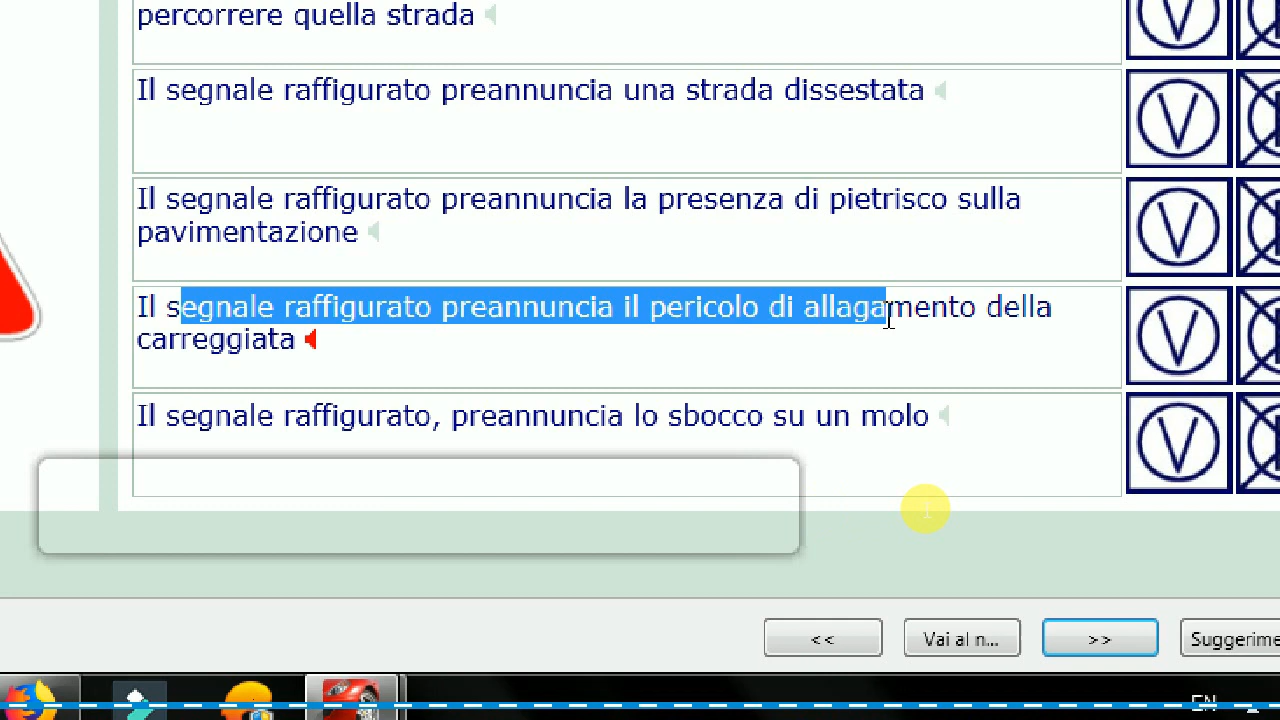 percorrere quella strada
Il segnale raffigurato preannuncia una strada dissestata
V
Il segnale raffigurato preannuncia la presenza di pietrisco sulla
pavimentazione
V
Il segnale raffigurato preannuncia il pericolo di allagamento della
carreggiata
V
Il segnale raffigurato, preannuncia lo sbocco su un molo
V
<<
Vai al n...
>>
Suggerime
EN